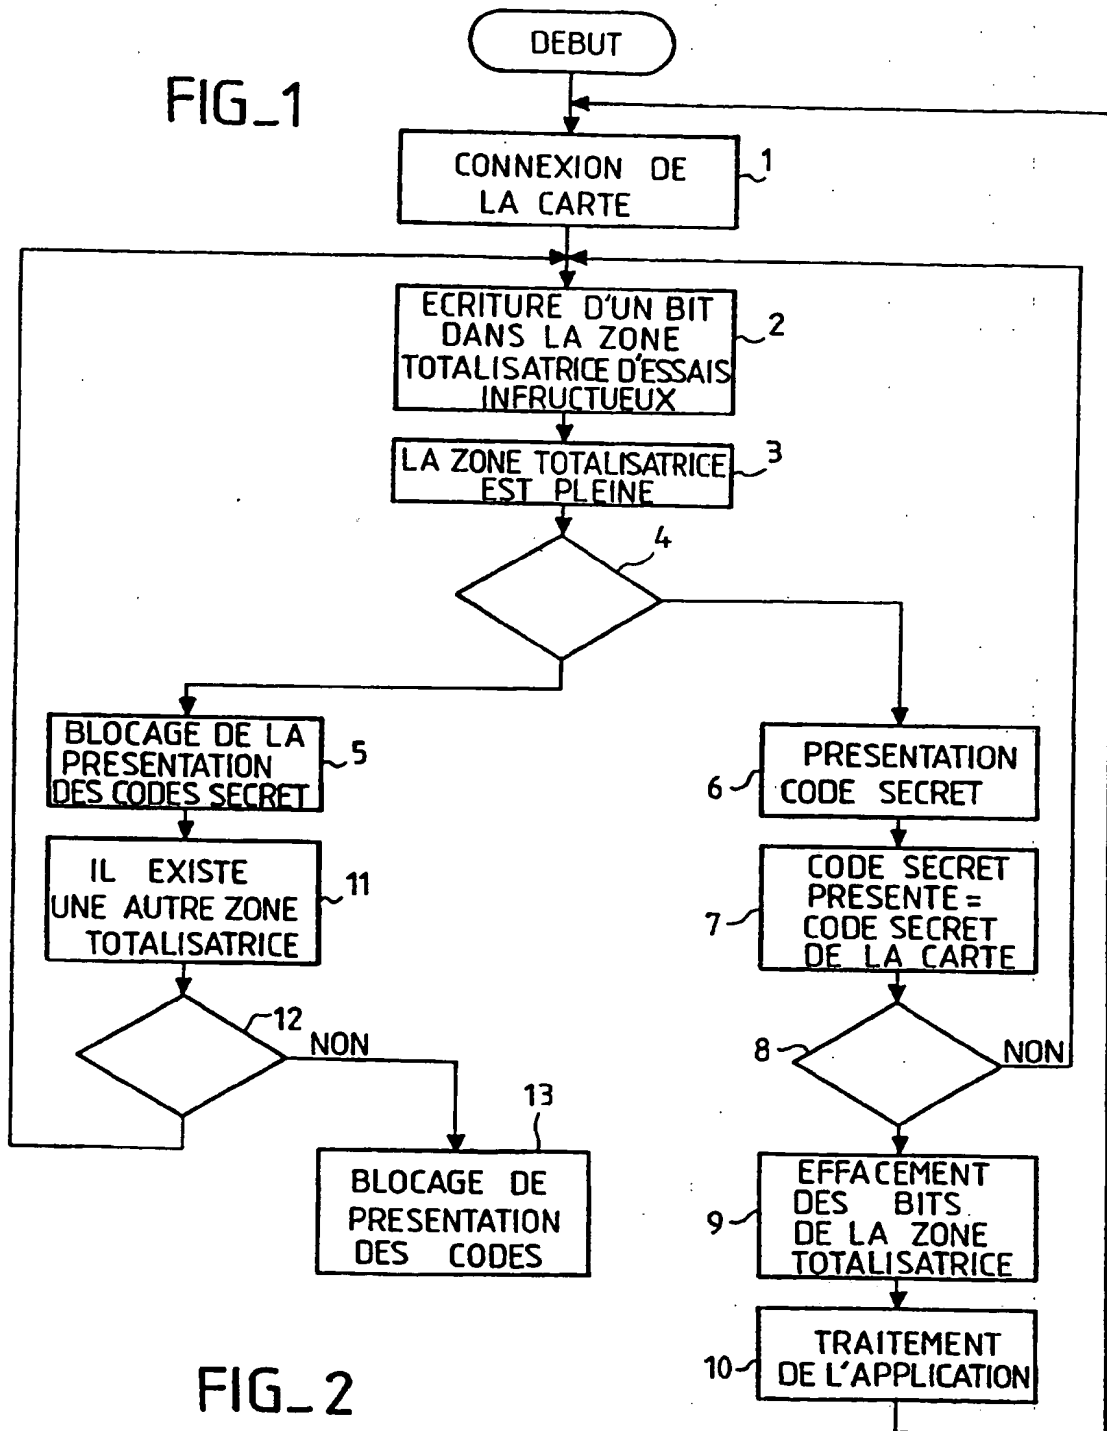 DEBUT
FIG_1
CONNEXION DE
LA CARTE
1
ECRITURE D'UN BIT
DANS LA ZONE
TOTALISATRICE D'ESSAIS
INFRUCTUEUX
2
LA ZONE TOTALISATRICE
EST PLEINE
3
4
BLOCAGE DE LA
PRESENTATION
DES CODES SECRET
5
PRESENTATION
CODE SECRET
6
IL EXISTE
UNE AUTRE ZONE
TOTALISATRICE
11
CODE SECRET
PRESENTE =
CODE SECRET
DE LA CARTE
7
12
NON
8
NON
13
BLOCAGE DE
PRESENTATION
DES CODES
EFFACEMENT
DES BITS
DE LA ZONE
TOTALISATRICE
9
TRAITEMENT
DE L'APPLICATION
10
FIG_2